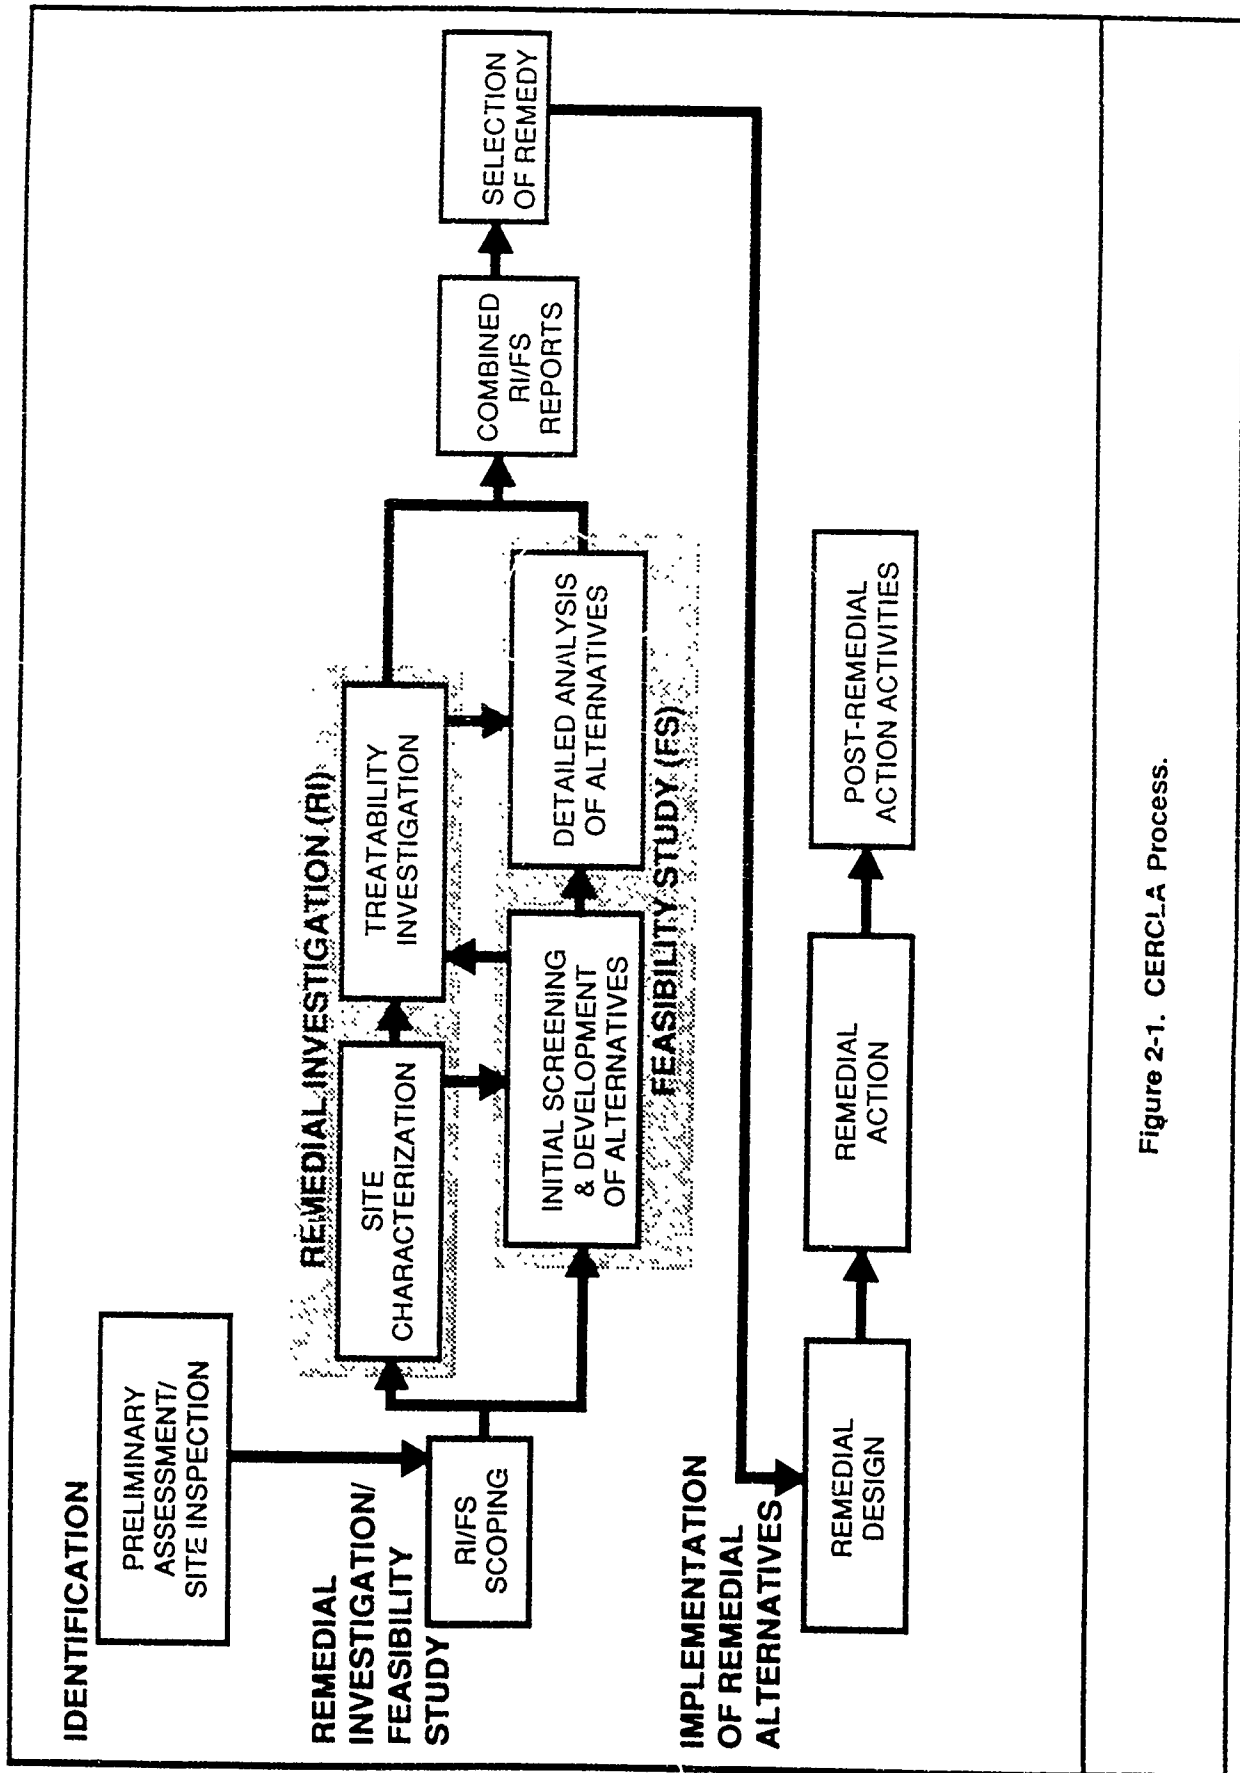 IDENTIFICATION
PRELIMINARY
ASSESSMENT/
SITE INSPECTION
REMEDIAL
INVESTIGATION/
FEASIBILITY
STUDY
RI/FS
SCOPING
REMEDIAL INVESTIGATION (RI)
SITE
CHARACTERIZATION
TREATABILITY
INVESTIGATION
INITIAL SCREENING
& DEVELOPMENT
OF ALTERNATIVES
DETAILED ANALYSIS
OF ALTERNATIVES
FEASIBILITY STUDY (FS)
COMBINED
RI/FS
REPORTS
SELECTION
OF REMEDY
IMPLEMENTATION
OF REMEDIAL
ALTERNATIVES
REMEDIAL
DESIGN
REMEDIAL
ACTION
POST-REMEDIAL
ACTION ACTIVITIES
Figure 2-1. CERCLA Process.